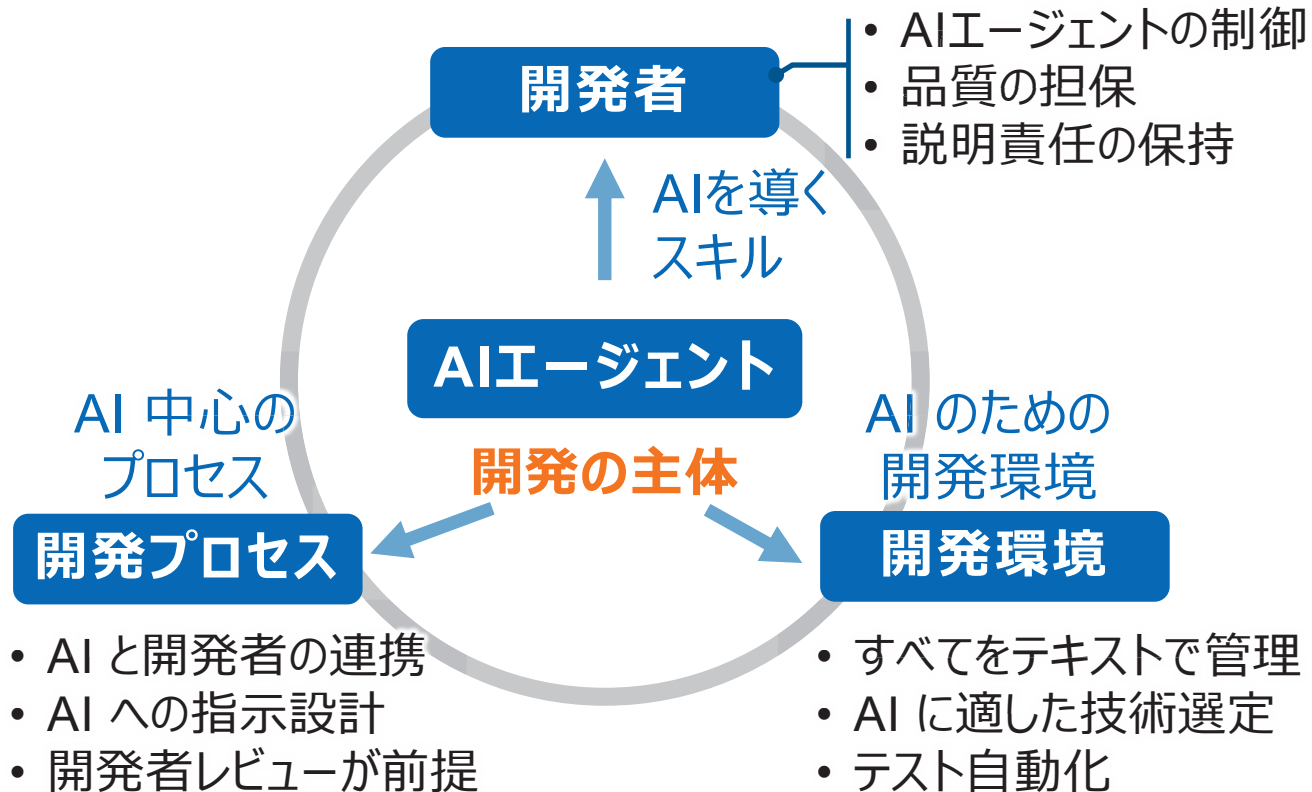 開発者
• AIエージェントの制御
• 品質の担保
• 説明責任の保持
AIを導く
スキル
AIエージェント
開発の主体
AI 中心の
プロセス
開発プロセス
• AI と開発者の連携
• AI への指示設計
• 開発者レビューが前提
AI のための
開発環境
開発環境
• すべてをテキストで管理
• AI に適した技術選定
• テスト自動化